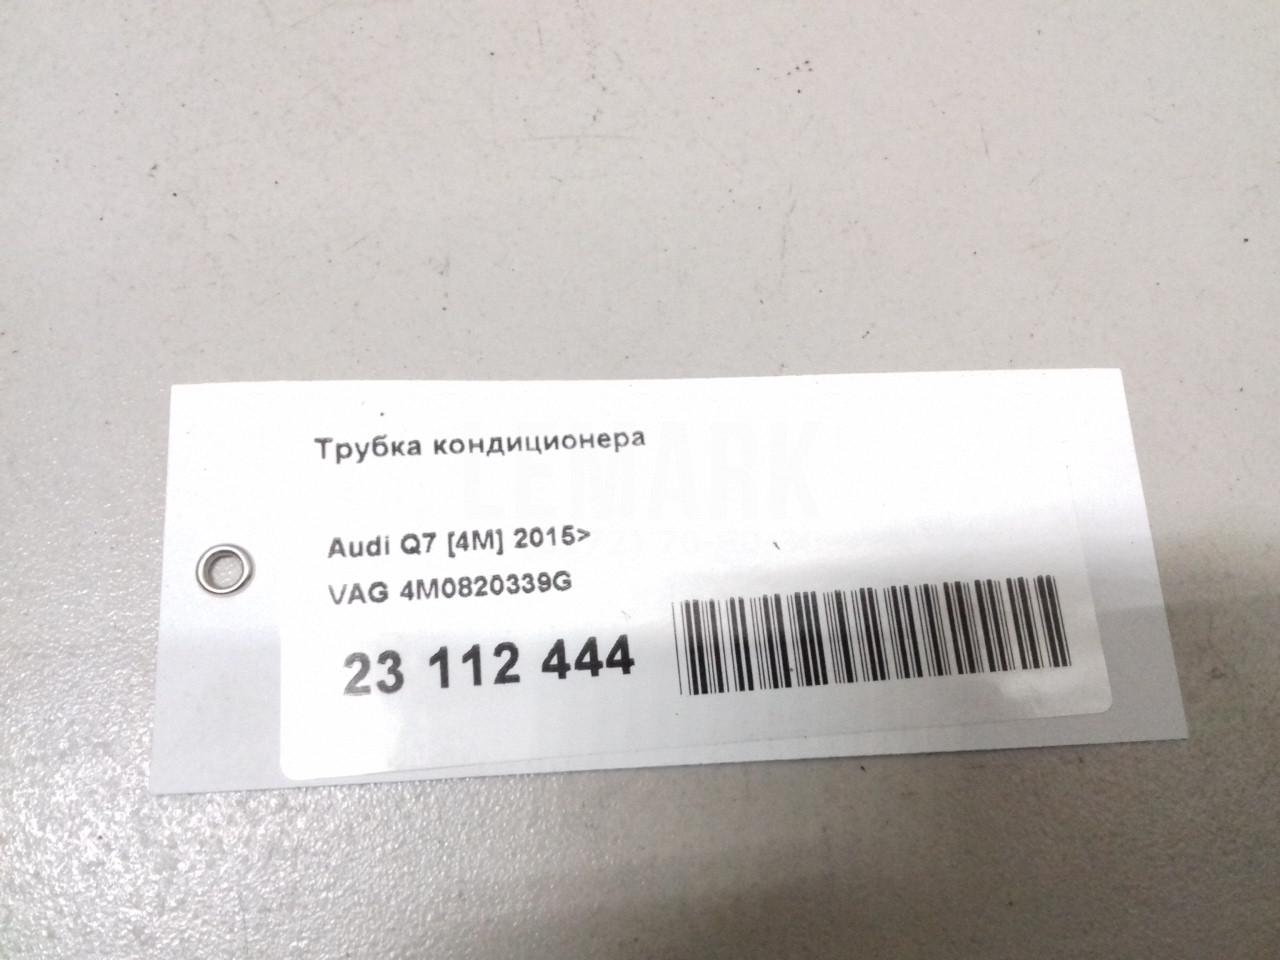 Трубка кондиционера
LEMARK
Audi Q7 [4M] 2015>
VAG 4M0820339G
23 112 444